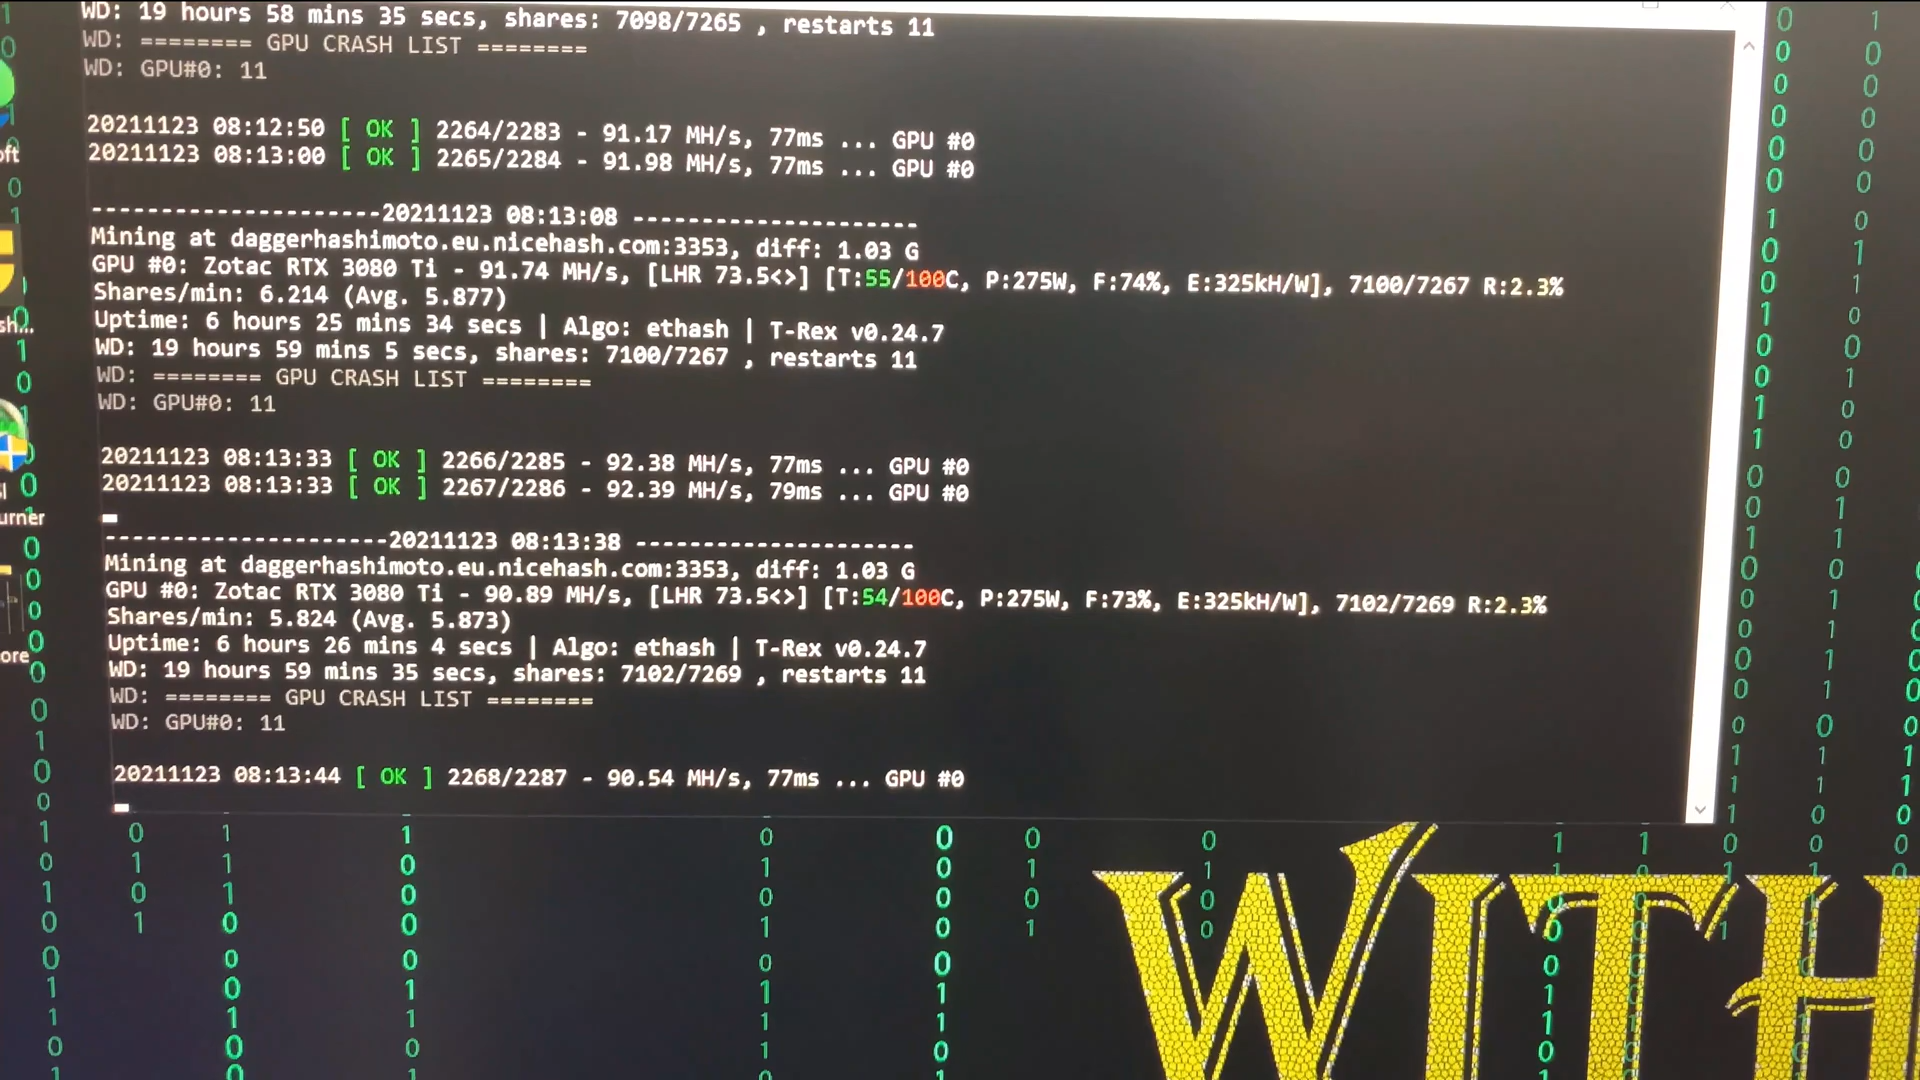 WD: 19 hours 58 mins 35 secs, shares: 7098/7265 , restarts 11
WD: ======== GPU CRASH LIST ========
WD: GPU#0: 11
20211123 08:12:50 [ OK ] 2264/2283 - 91.17 MH/s, 77ms ... GPU #0
20211123 08:13:00 [ OK ] 2265/2284 - 91.98 MH/s, 77ms ... GPU #0
---------------------20211123 08:13:08 ---------------------
Mining at daggerhashimoto.eu.nicehash.com:3353, diff: 1.03 G
GPU #0: Zotac RTX 3080 Ti - 91.74 MH/s, [LHR 73.5<>] [T:55/100C, P:275W, F:74%, E:325kH/W], 7100/7267 R:2.3%
Shares/min: 6.214 (Avg. 5.877)
Uptime: 6 hours 25 mins 34 secs | Algo: ethash | T-Rex v0.24.7
WD: 19 hours 59 mins 5 secs, shares: 7100/7267 , restarts 11
WD: ======== GPU CRASH LIST ========
WD: GPU#0: 11
20211123 08:13:33 [ OK ] 2266/2285 - 92.38 MH/s, 77ms ... GPU #0
20211123 08:13:33 [ OK ] 2267/2286 - 92.39 MH/s, 79ms ... GPU #0
---------------------20211123 08:13:38 ---------------------
Mining at daggerhashimoto.eu.nicehash.com:3353, diff: 1.03 G
GPU #0: Zotac RTX 3080 Ti - 90.89 MH/s, [LHR 73.5<>] [T:54/100C, P:275W, F:73%, E:325kH/W], 7102/7269 R:2.3%
Shares/min: 5.824 (Avg. 5.873)
Uptime: 6 hours 26 mins 4 secs | Algo: ethash | T-Rex v0.24.7
WD: 19 hours 59 mins 35 secs, shares: 7102/7269 , restarts 11
WD: ======== GPU CRASH LIST ========
WD: GPU#0: 11
20211123 08:13:44 [ OK ] 2268/2287 - 90.54 MH/s, 77ms ... GPU #0
WITH